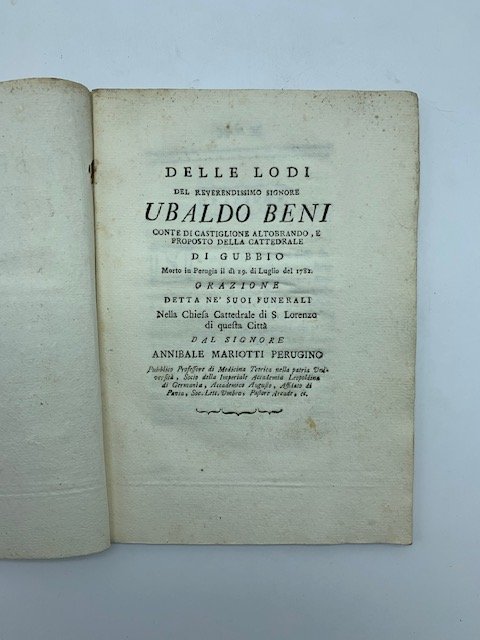 DELLE LODI
DEL REVERENDISSIMO SIGNORE
UBALDO BENI
CONTE DI CASTIGLIONE ALTOBRANDO, E
PROPOSTO DELLA CATTEDRALE
DI GUBBIO
Morto in Perugia il dì 29. di Luglio del 1782.
ORAZIONE
DETTA NE' SUOI FUNERALI
Nella Chiesa Cattedrale di S. Lorenzo
di questa Città
DAL SIGNORE
ANNIBALE MARIOTTI PERUGINO
Pubblico Professore di Medicina Teorica nella patria Uni-
versità, Socio della Imperiale Accademia Leopoldina
di Germania, Accademico Augusto, Affidato di
Pavia, Soc. Lett. Umbro, Pastore Arcade, ec.